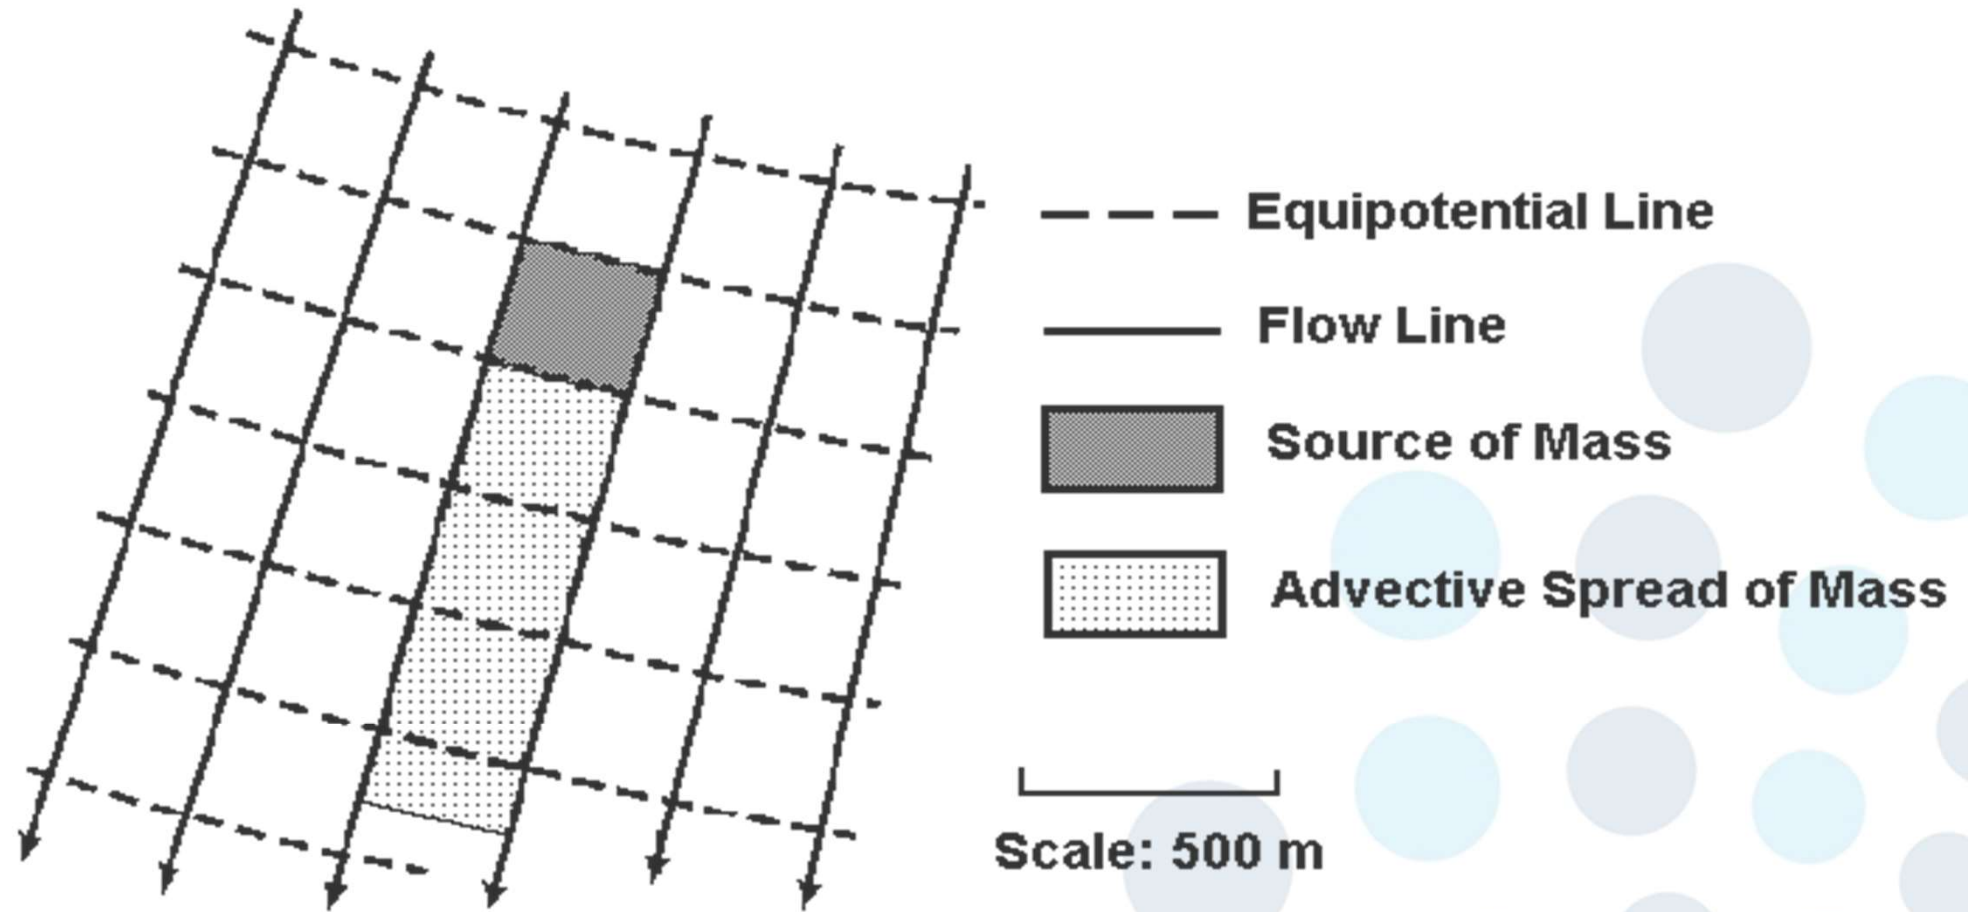 Equipotential Line
Flow Line
Source of Mass
Advective Spread of Mass
Scale: 500 m